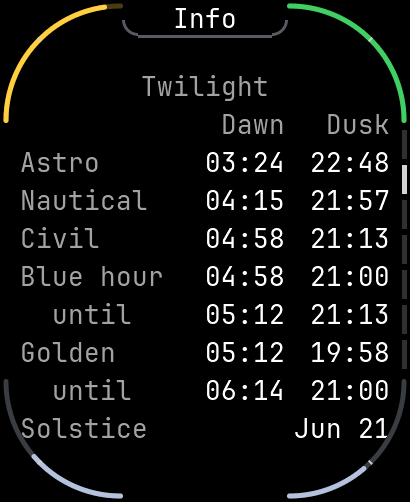 Info
Twilight
Dawn Dusk
Astro 03:24 22:48
Nautical 04:15 21:57
Civil 04:58 21:13
Blue hour 04:58 21:00
until 05:12 21:13
Golden 05:12 19:58
until 06:14 21:00
Solstice Jun 21